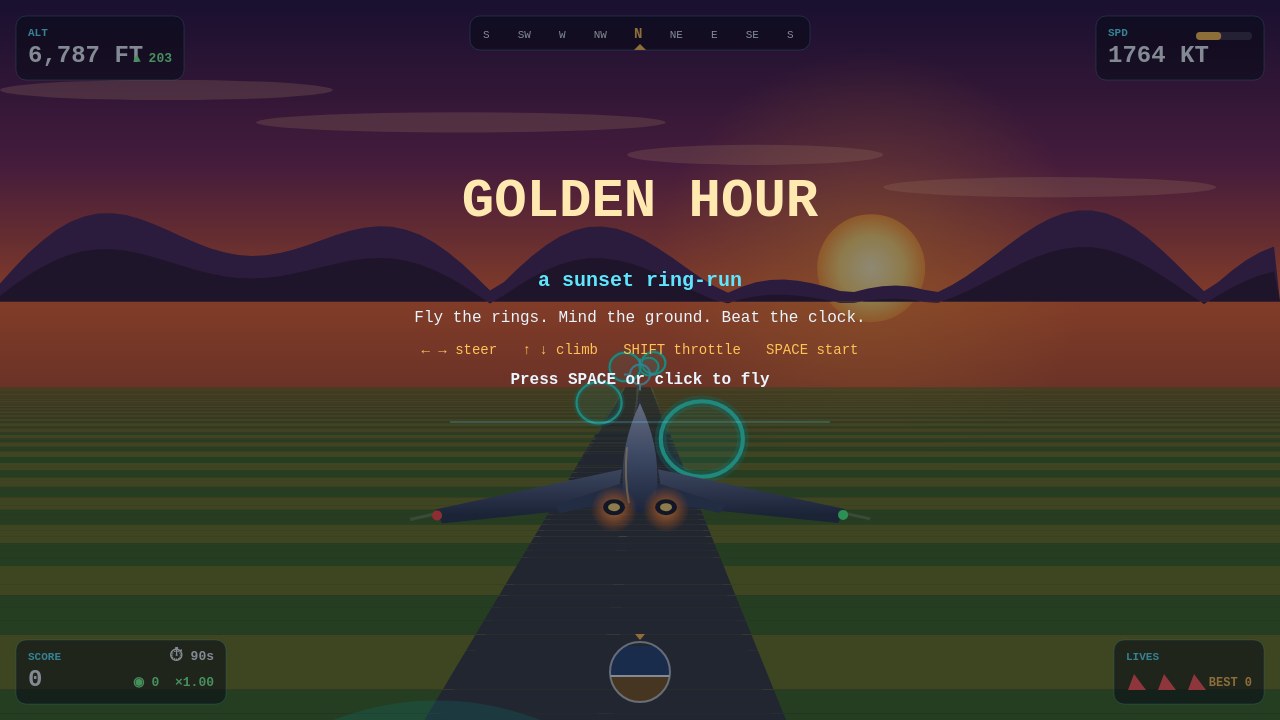 ALT
6,787 FT ▲ 203
S SW W NW N NE E SE S
SPD
1764 KT
GOLDEN HOUR
a sunset ring-run
Fly the rings. Mind the ground. Beat the clock.
← → steer ↑ ↓ climb SHIFT throttle SPACE start
Press SPACE or click to fly
SCORE
⏱ 90s
0
◉ 0 ×1.00
LIVES
BEST 0